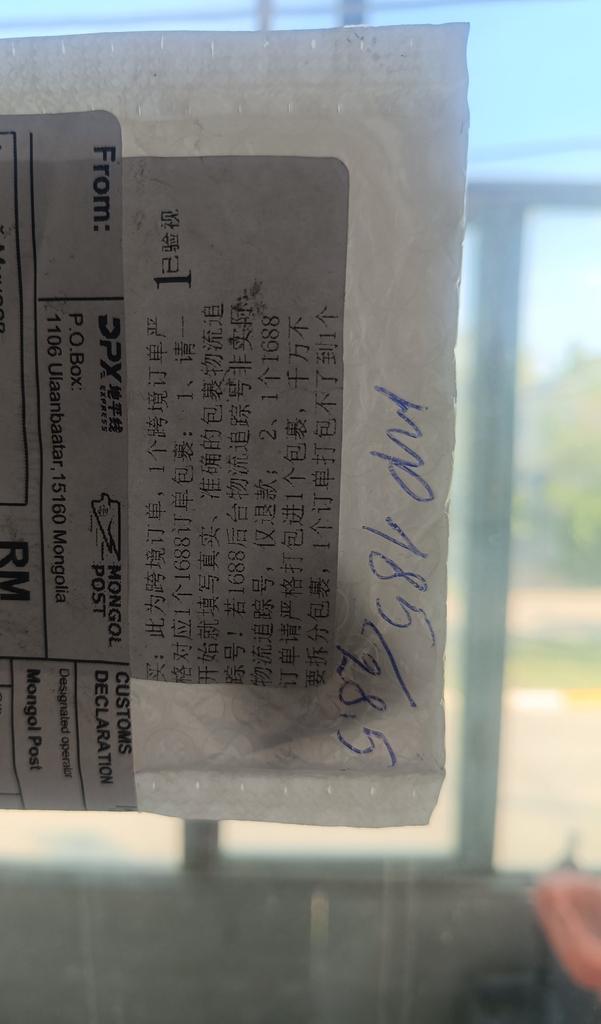 From:
DPX 地平线
EXPRESS
MONGOL
POST
P.O.Box:
1106 Ulaanbaatar,15160 Mongolia
RM
CUSTOMS
DECLARATION
Designated operator
Mongol Post
1已验视
买：此为跨境订单，1个跨境订单严
格对应1个1688订单包裹：1、请一
开始就填写真实、准确的包裹物流追
踪号！若1688后台物流追踪号非实际
物流追踪号，仅退款；2、1个1688
订单请严格打包进1个包裹，千万不
要拆分包裹，1个订单打包不了到1个
185